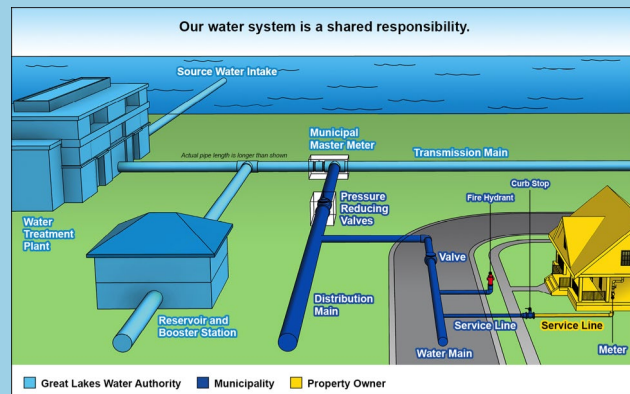 Our water system is a shared responsibility.
Source Water Intake
Municipal
Master Meter
Actual pipe length is longer than shown
Transmission Main
Curb Stop
Fire Hydrant
Pressure
Reducing
Valves
Water
Treatment
Plant
Valve
Distribution
Main
Reservoir and
Booster Station
Service Line
Service Line
Water Main
Meter
Great Lakes Water Authority
Municipality
Property Owner